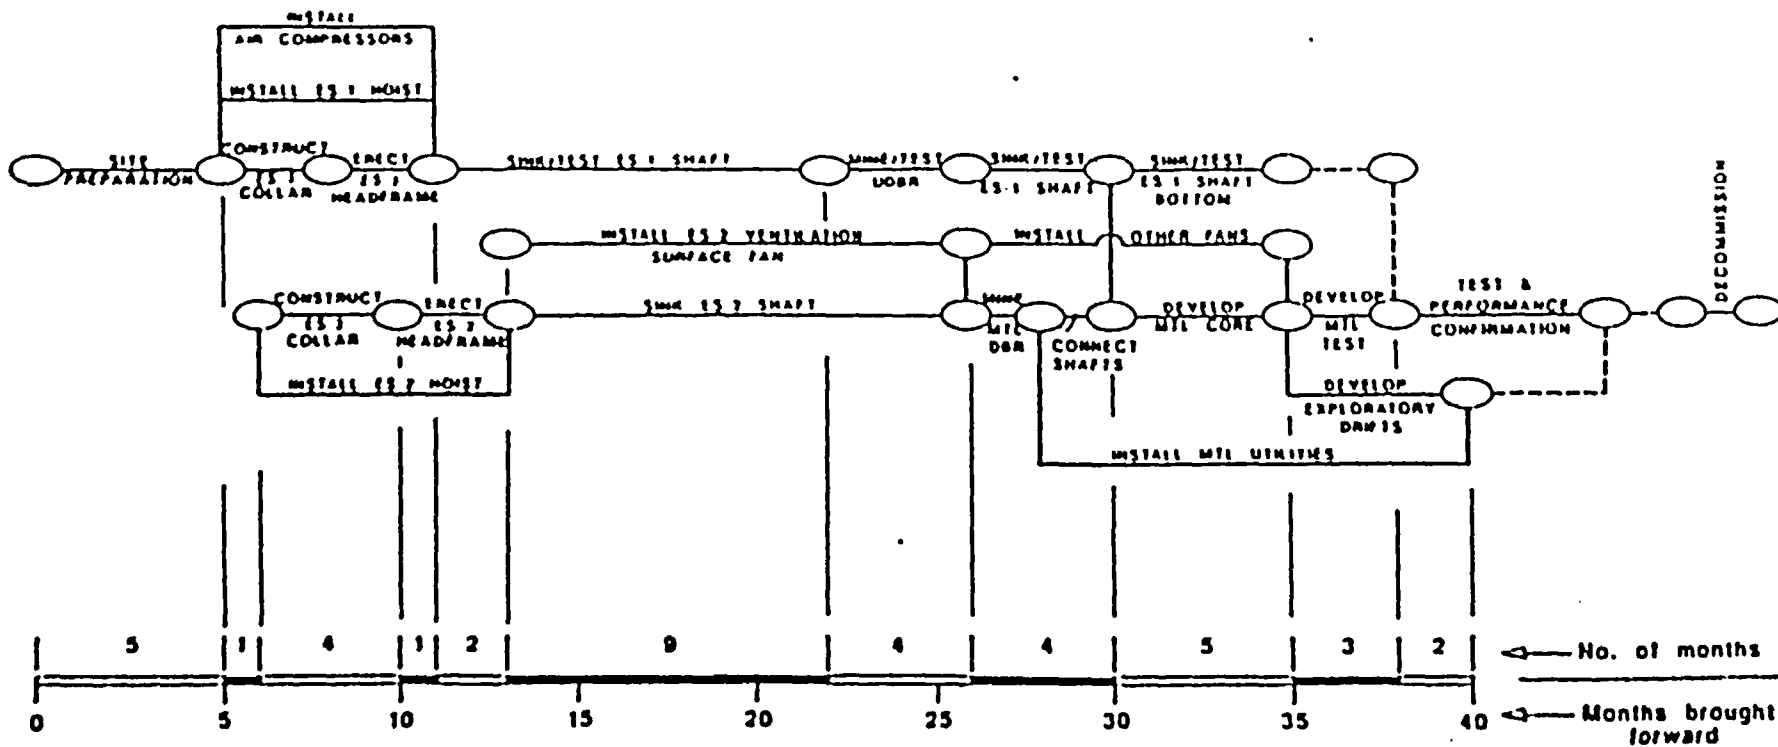 INSTALL
AIR COMPRESSORS
INSTALL ES-1 HOIST
SITE
PREPARATION
CONSTRUCT
ES-1
COLLAR
ERECT
ES-1
HEADFRAME
SINK/TEST ES-1 SHAFT
MINE/TEST
UDBR
SINK/TEST
ES-1 SHAFT
SINK/TEST
ES-1 SHAFT
BOTTOM
INSTALL ES-2 VENTILATION
SURFACE FAN
INSTALL OTHER FANS
CONSTRUCT
ES-2
COLLAR
ERECT
ES-2
HEADFRAME
SINK ES-2 SHAFT
MINE
MTL
DBR
CONNECT
SHAFTS
DEVELOP
MTL CORE
DEVELOP
MTL
TEST
TEST &
PERFORMANCE
CONFIRMATION
DECOMMISSION
INSTALL ES-2 HOIST
DEVELOP
EXPLORATORY
DRIFTS
INSTALL MTL UTILITIES
5 1 4 1 2 9 4 4 5 3 2 No. of months
0 5 10 15 20 25 30 35 40 Months brought
forward